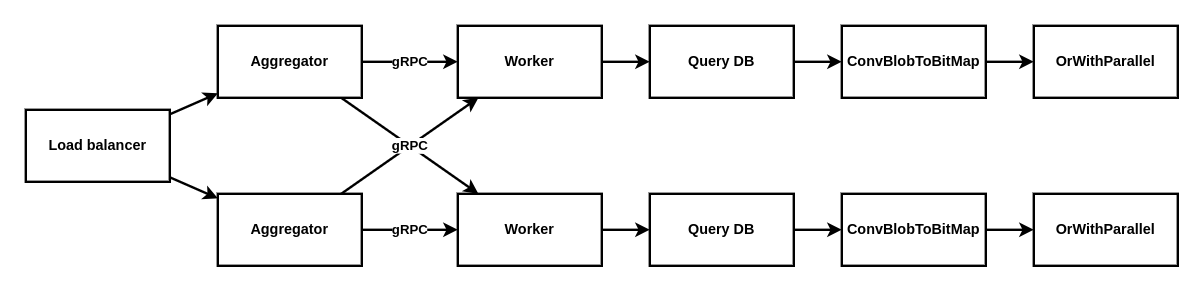 Aggregator
gRPC
Worker
Query DB
ConvBlobToBitMap
OrWithParallel
Load balancer
gRPC
Aggregator
gRPC
Worker
Query DB
ConvBlobToBitMap
OrWithParallel